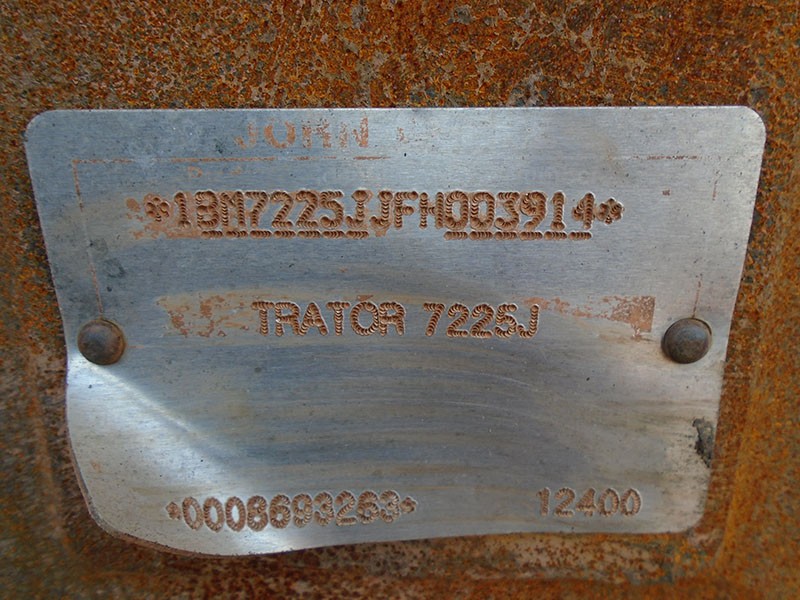 JOHN
*1BM7225JJFH003914*
TRATOR 7225J
*0008693263*
12400